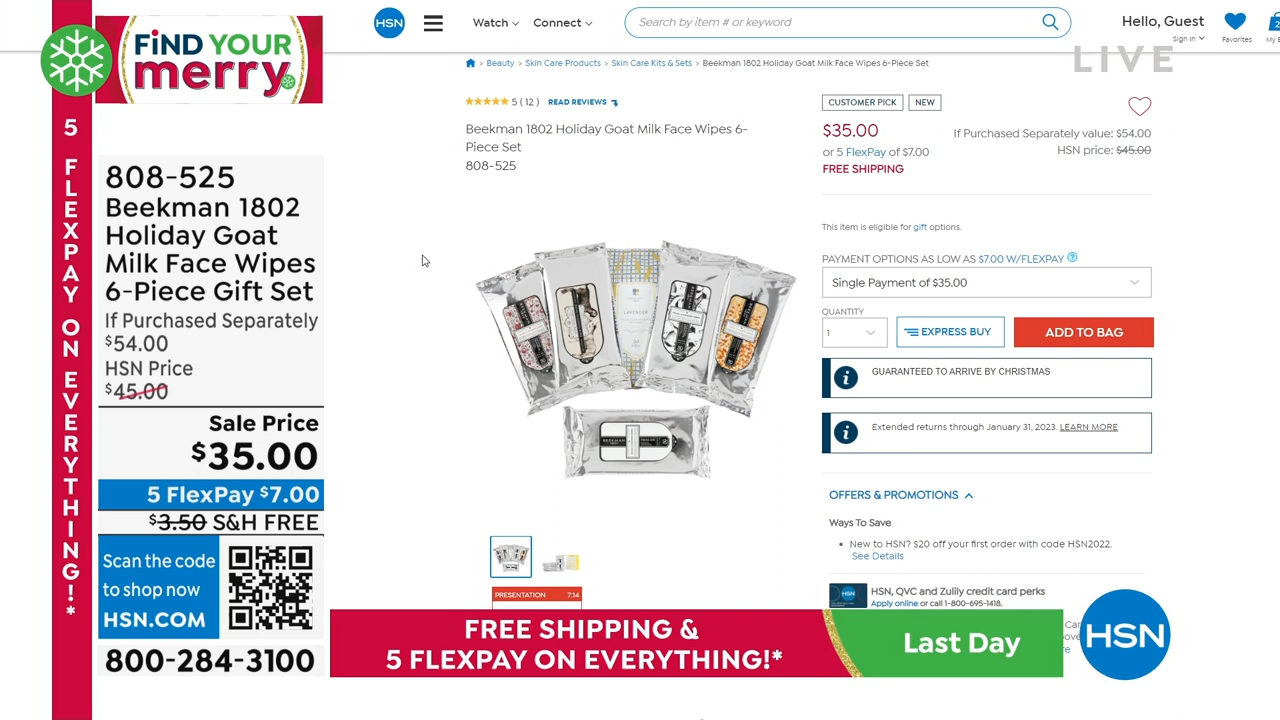 FiND YOUR
merry
5 FLEXPAY ON EVERYTHING!*
808-525
Beekman 1802
Holiday Goat
Milk Face Wipes
6-Piece Gift Set
If Purchased Separately
$54.00
HSN Price
$45.00
Sale Price
$35.00
5 FlexPay $7.00
$3.50 S&H FREE
Scan the code
to shop now
HSN.COM
800-284-3100
HSN
Watch
Connect
Search by item # or keyword
Hello, Guest
Sign In
Favorites
2
LIVE
> Beauty > Skin Care Products > Skin Care Kits & Sets > Beekman 1802 Holiday Goat Milk Face Wipes 6-Piece Set
5 ( 12 ) READ REVIEWS
Beekman 1802 Holiday Goat Milk Face Wipes 6-
Piece Set
808-525
LAVENDER
BEEKMAN
PRESENTATION 7:14
CUSTOMER PICK
NEW
$35.00
If Purchased Separately value: $54.00
or 5 FlexPay of $7.00
HSN price: $45.00
FREE SHIPPING
This item is eligible for gift options.
PAYMENT OPTIONS AS LOW AS $7.00 W/FLEXPAY ?
Single Payment of $35.00
QUANTITY
1
EXPRESS BUY
ADD TO BAG
GUARANTEED TO ARRIVE BY CHRISTMAS
Extended returns through January 31, 2023. LEARN MORE
OFFERS & PROMOTIONS
Ways To Save
• New to HSN? $20 off your first order with code HSN2022.
See Details
HSN, QVC and Zulily credit card perks
Apply online or call 1-800-695-1418.
FREE SHIPPING &
5 FLEXPAY ON EVERYTHING!*
Last Day
HSN